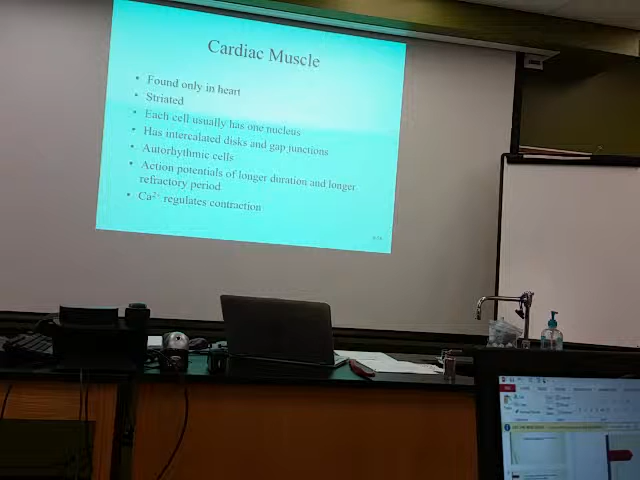 Cardiac Muscle
• Found only in heart
• Striated
• Each cell usually has one nucleus
• Has intercalated disks and gap junctions
• Autorhythmic cells
• Action potentials of longer duration and longer
refractory period
• Ca²⁺ regulates contraction